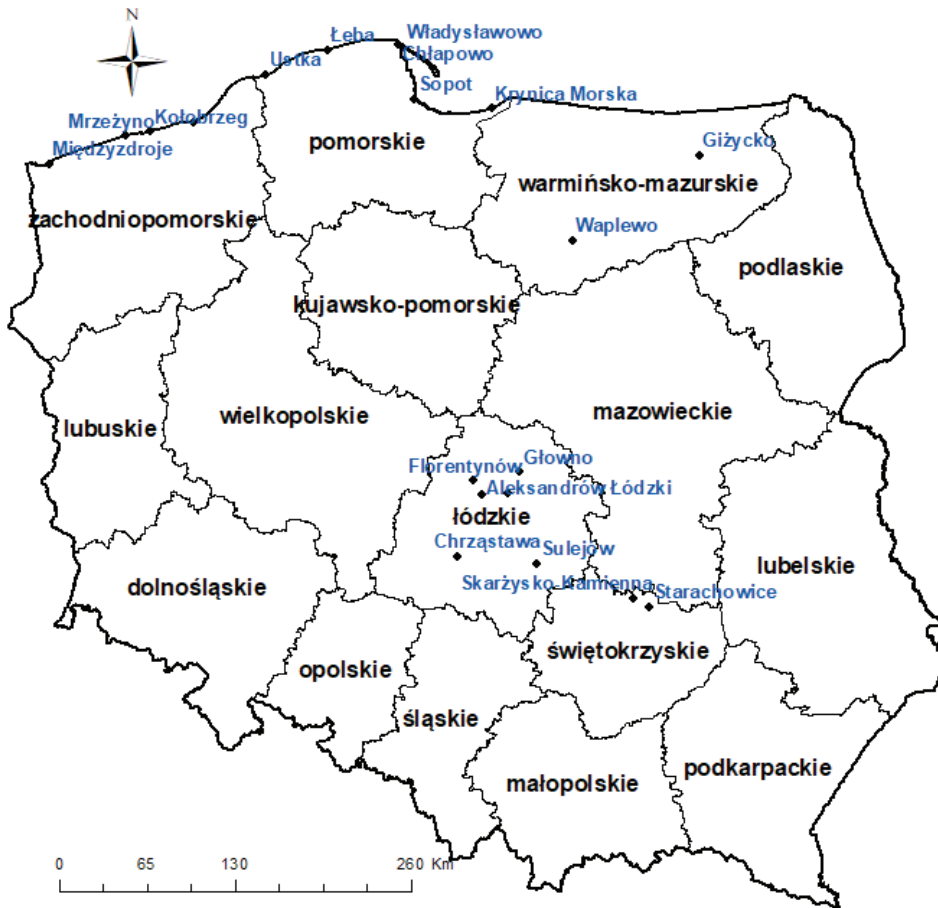 N
Łeba
Władysławowo
Chłapowo
Ustka
Sopot
Krynica Morska
Mrzeżyno
Kołobrzeg
Międzyzdroje
pomorskie
Giżycko
warmińsko-mazurskie
zachodniopomorskie
Waplewo
podlaskie
kujawsko-pomorskie
wielkopolskie
mazowieckie
lubuskie
Głowno
Florentynów
Aleksandrów Łódzki
łódzkie
Chrząstawa
Sulejów
lubelskie
dolnośląskie
Skarżysko-Kamienna
Starachowice
świętokrzyskie
opolskie
śląskie
podkarpackie
małopolskie
0 65 130 260 Km